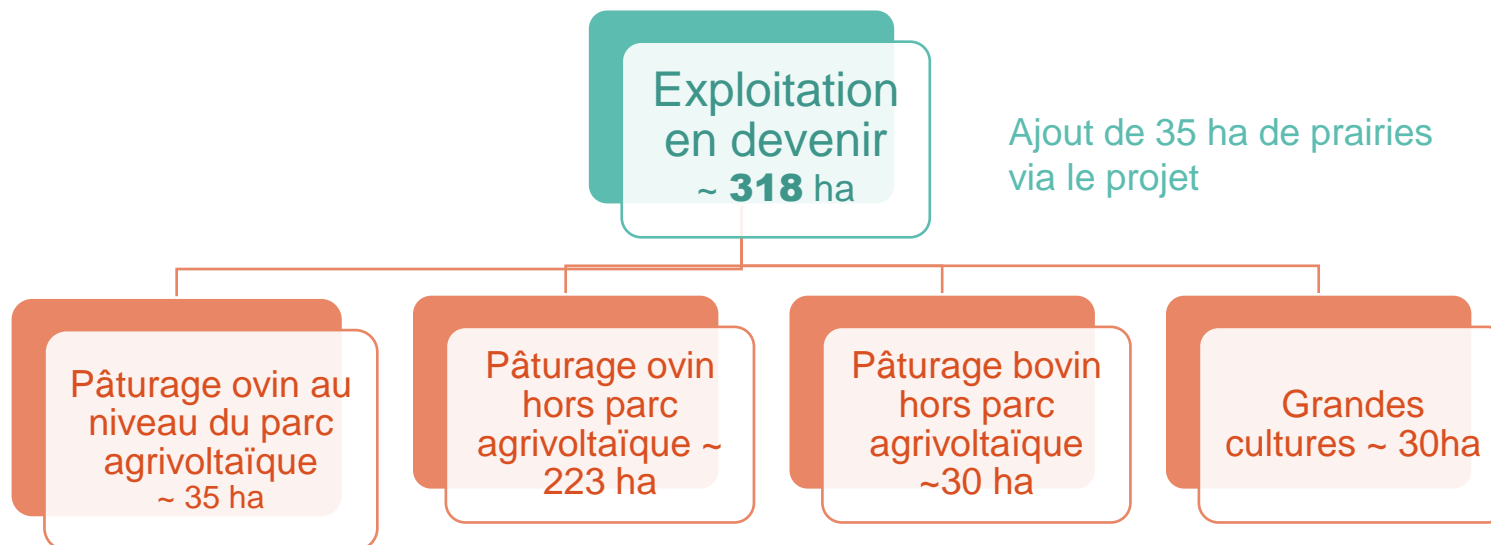 Exploitation
en devenir
~ 318 ha
Ajout de 35 ha de prairies
via le projet
Pâturage ovin au
niveau du parc
agrivoltaïque
~ 35 ha
Pâturage ovin
hors parc
agrivoltaïque ~
223 ha
Pâturage bovin
hors parc
agrivoltaïque
~30 ha
Grandes
cultures ~ 30ha